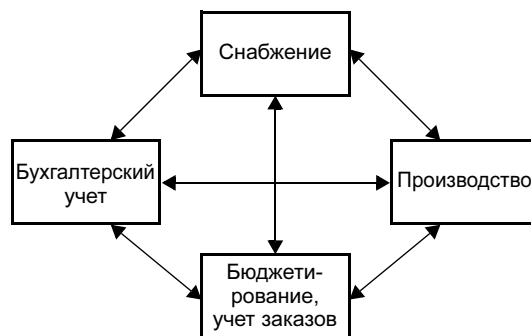 Снабжение
Бухгалтерский
учет
Производство
Бюджети-
рование,
учет заказов